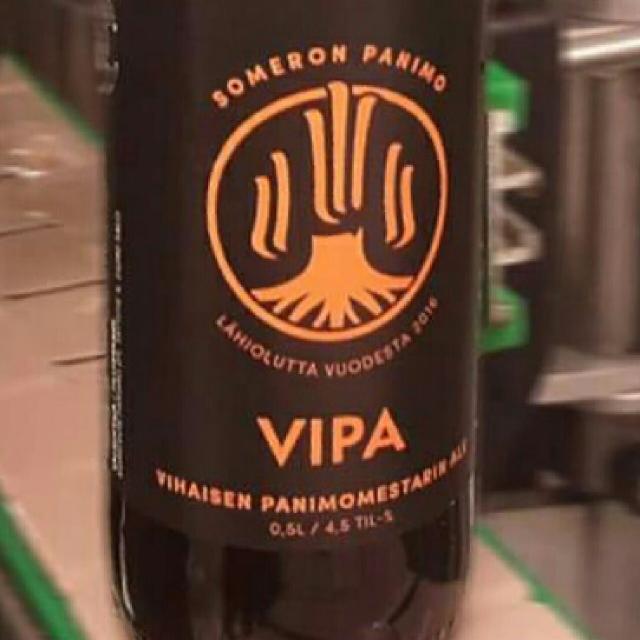 SOMERON PANIMO
LÄHIOLUTTA VUODESTA 2016
VIPA
VIHAISEN PANIMOMESTARIN ALE
0,5L / 4,5 TIL-%